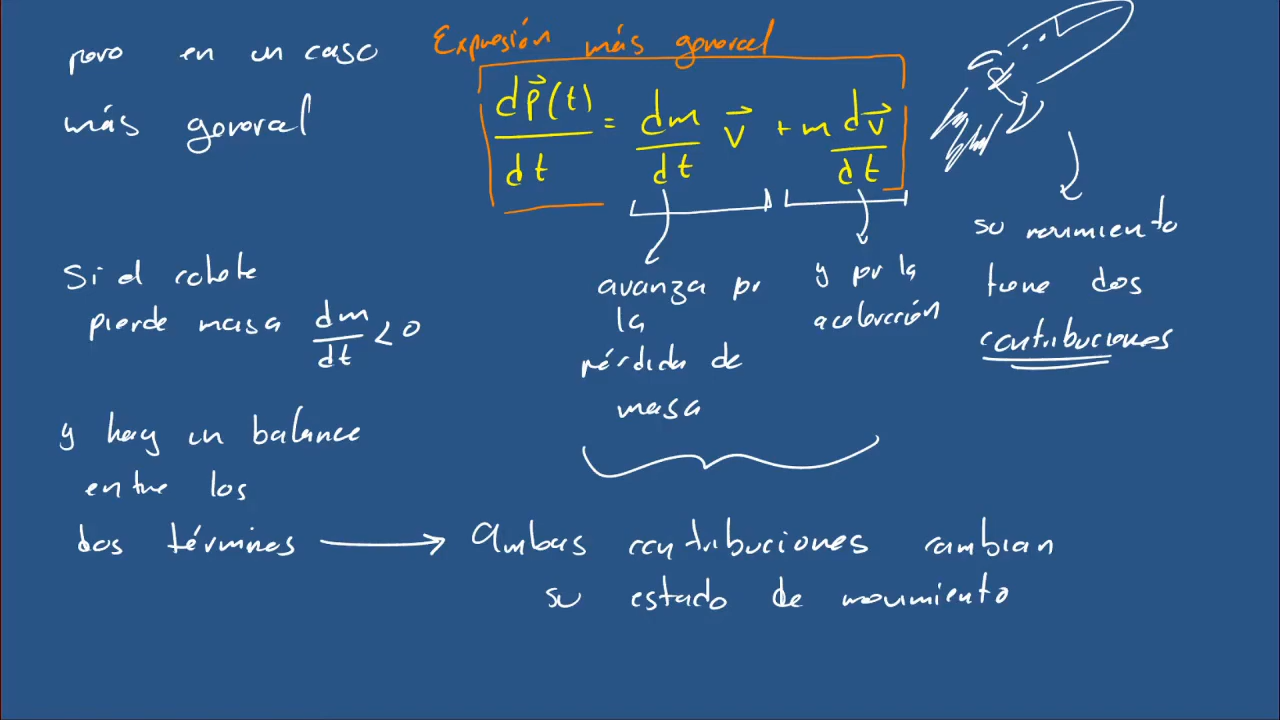 pero en un caso
más general
Expresión más general
dp⃗(t)/dt = dm/dt v⃗ + m dv⃗/dt
Si el cohete
pierde masa dm/dt < 0
y hay un balance
entre los
dos términos →
avanza por
la
pérdida de
masa
y por la
aceleración
su movimiento
tiene dos
contribuciones
Ambas contribuciones cambian
su estado de movimiento